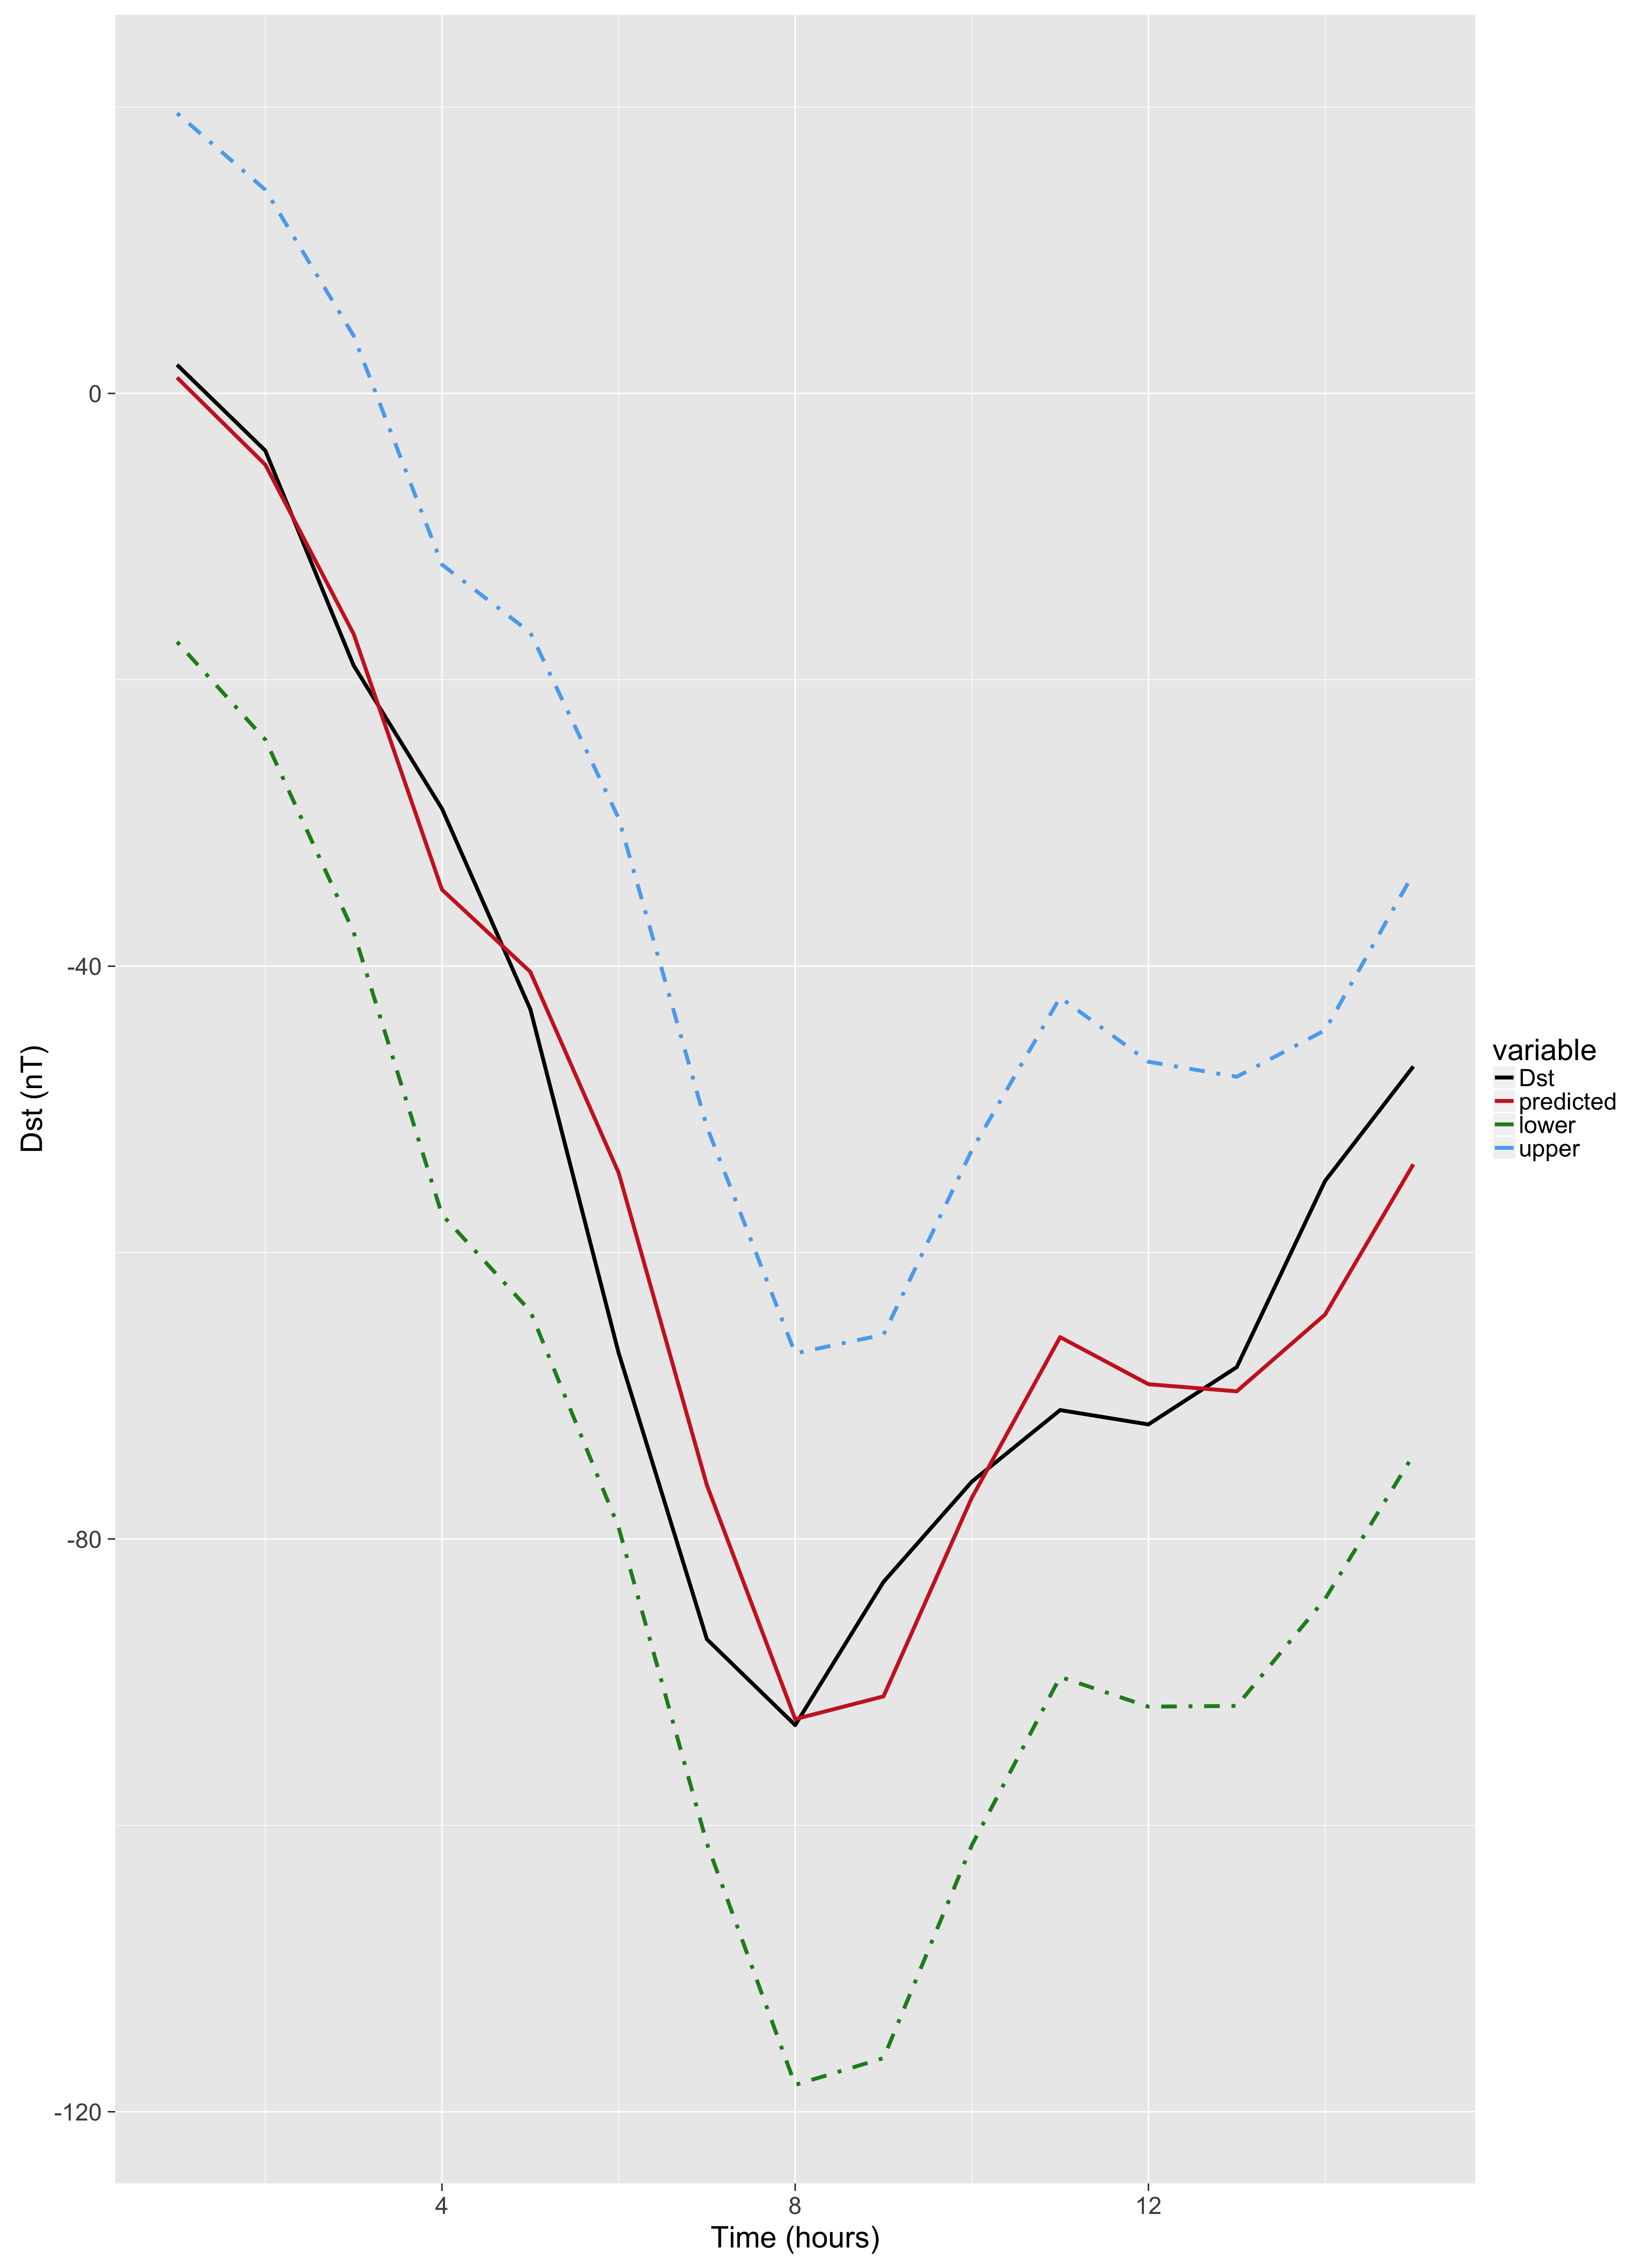 Dst (nT)
0
-40
-80
-120
4
8
12
Time (hours)
variable
Dst
predicted
lower
upper